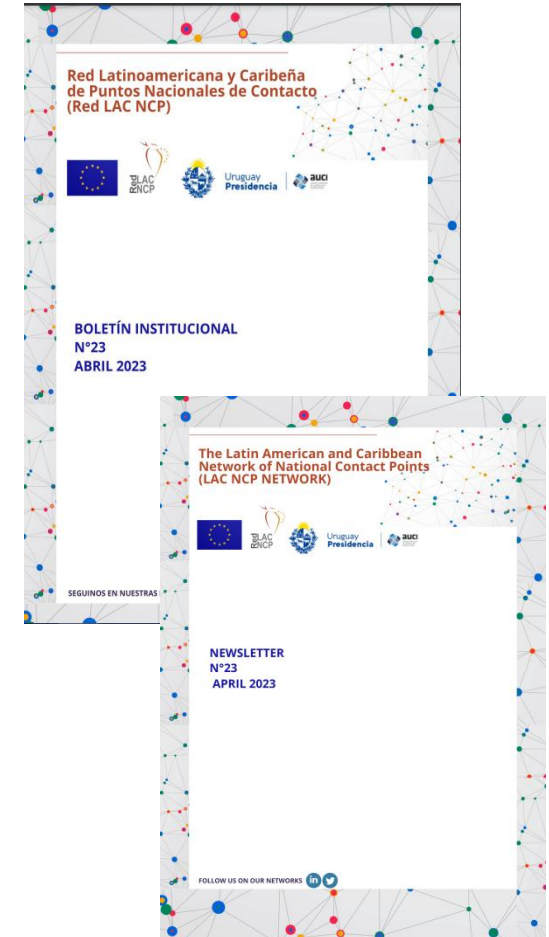 Red Latinoamericana y Caribeña
de Puntos Nacionales de Contacto
(Red LAC NCP)
Red LAC
NCP
Uruguay
Presidencia
auci
BOLETÍN INSTITUCIONAL
N°23
ABRIL 2023
SEGUINOS EN NUESTRAS
The Latin American and Caribbean
Network of National Contact Points
(LAC NCP NETWORK)
Red LAC
NCP
Uruguay
Presidencia
auci
NEWSLETTER
N°23
APRIL 2023
FOLLOW US ON OUR NETWORKS
in